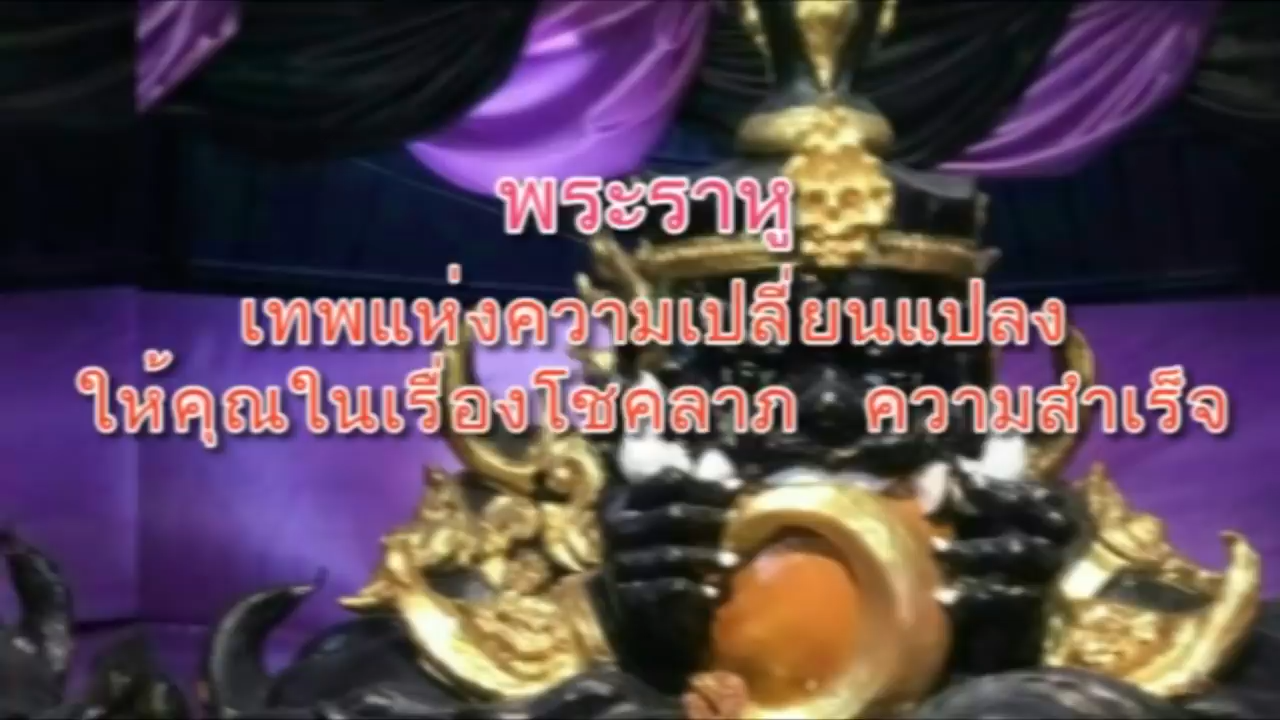 พระราหู
เทพแห่งความเปลี่ยนแปลง
ให้คุณในเรื่องโชคลาภ ความสำเร็จ